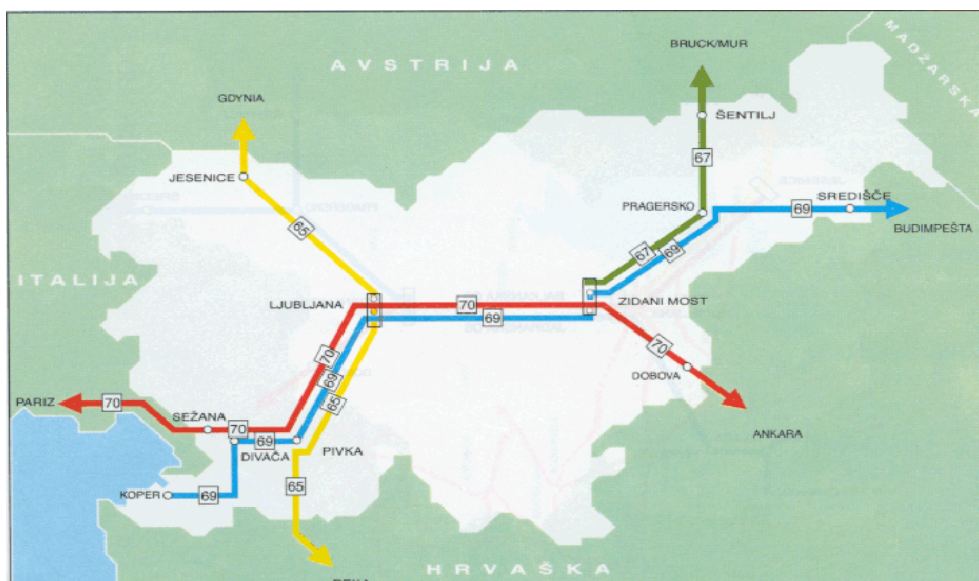 BRUCK/MUR
MADŽARSKA
AVSTRIJA
GDYNIA
ŠENTILJ
67
JESENICE
PRAGERSKO
SREDIŠČE
69
BUDIMPEŠTA
65
67
69
ITALIJA
LJUBLJANA
70
ZIDANI MOST
69
70
70
69
DOBOVA
65
PARIZ
70
SEŽANA
70
ANKARA
69
DIVAČA
PIVKA
KOPER
69
65
HRVAŠKA